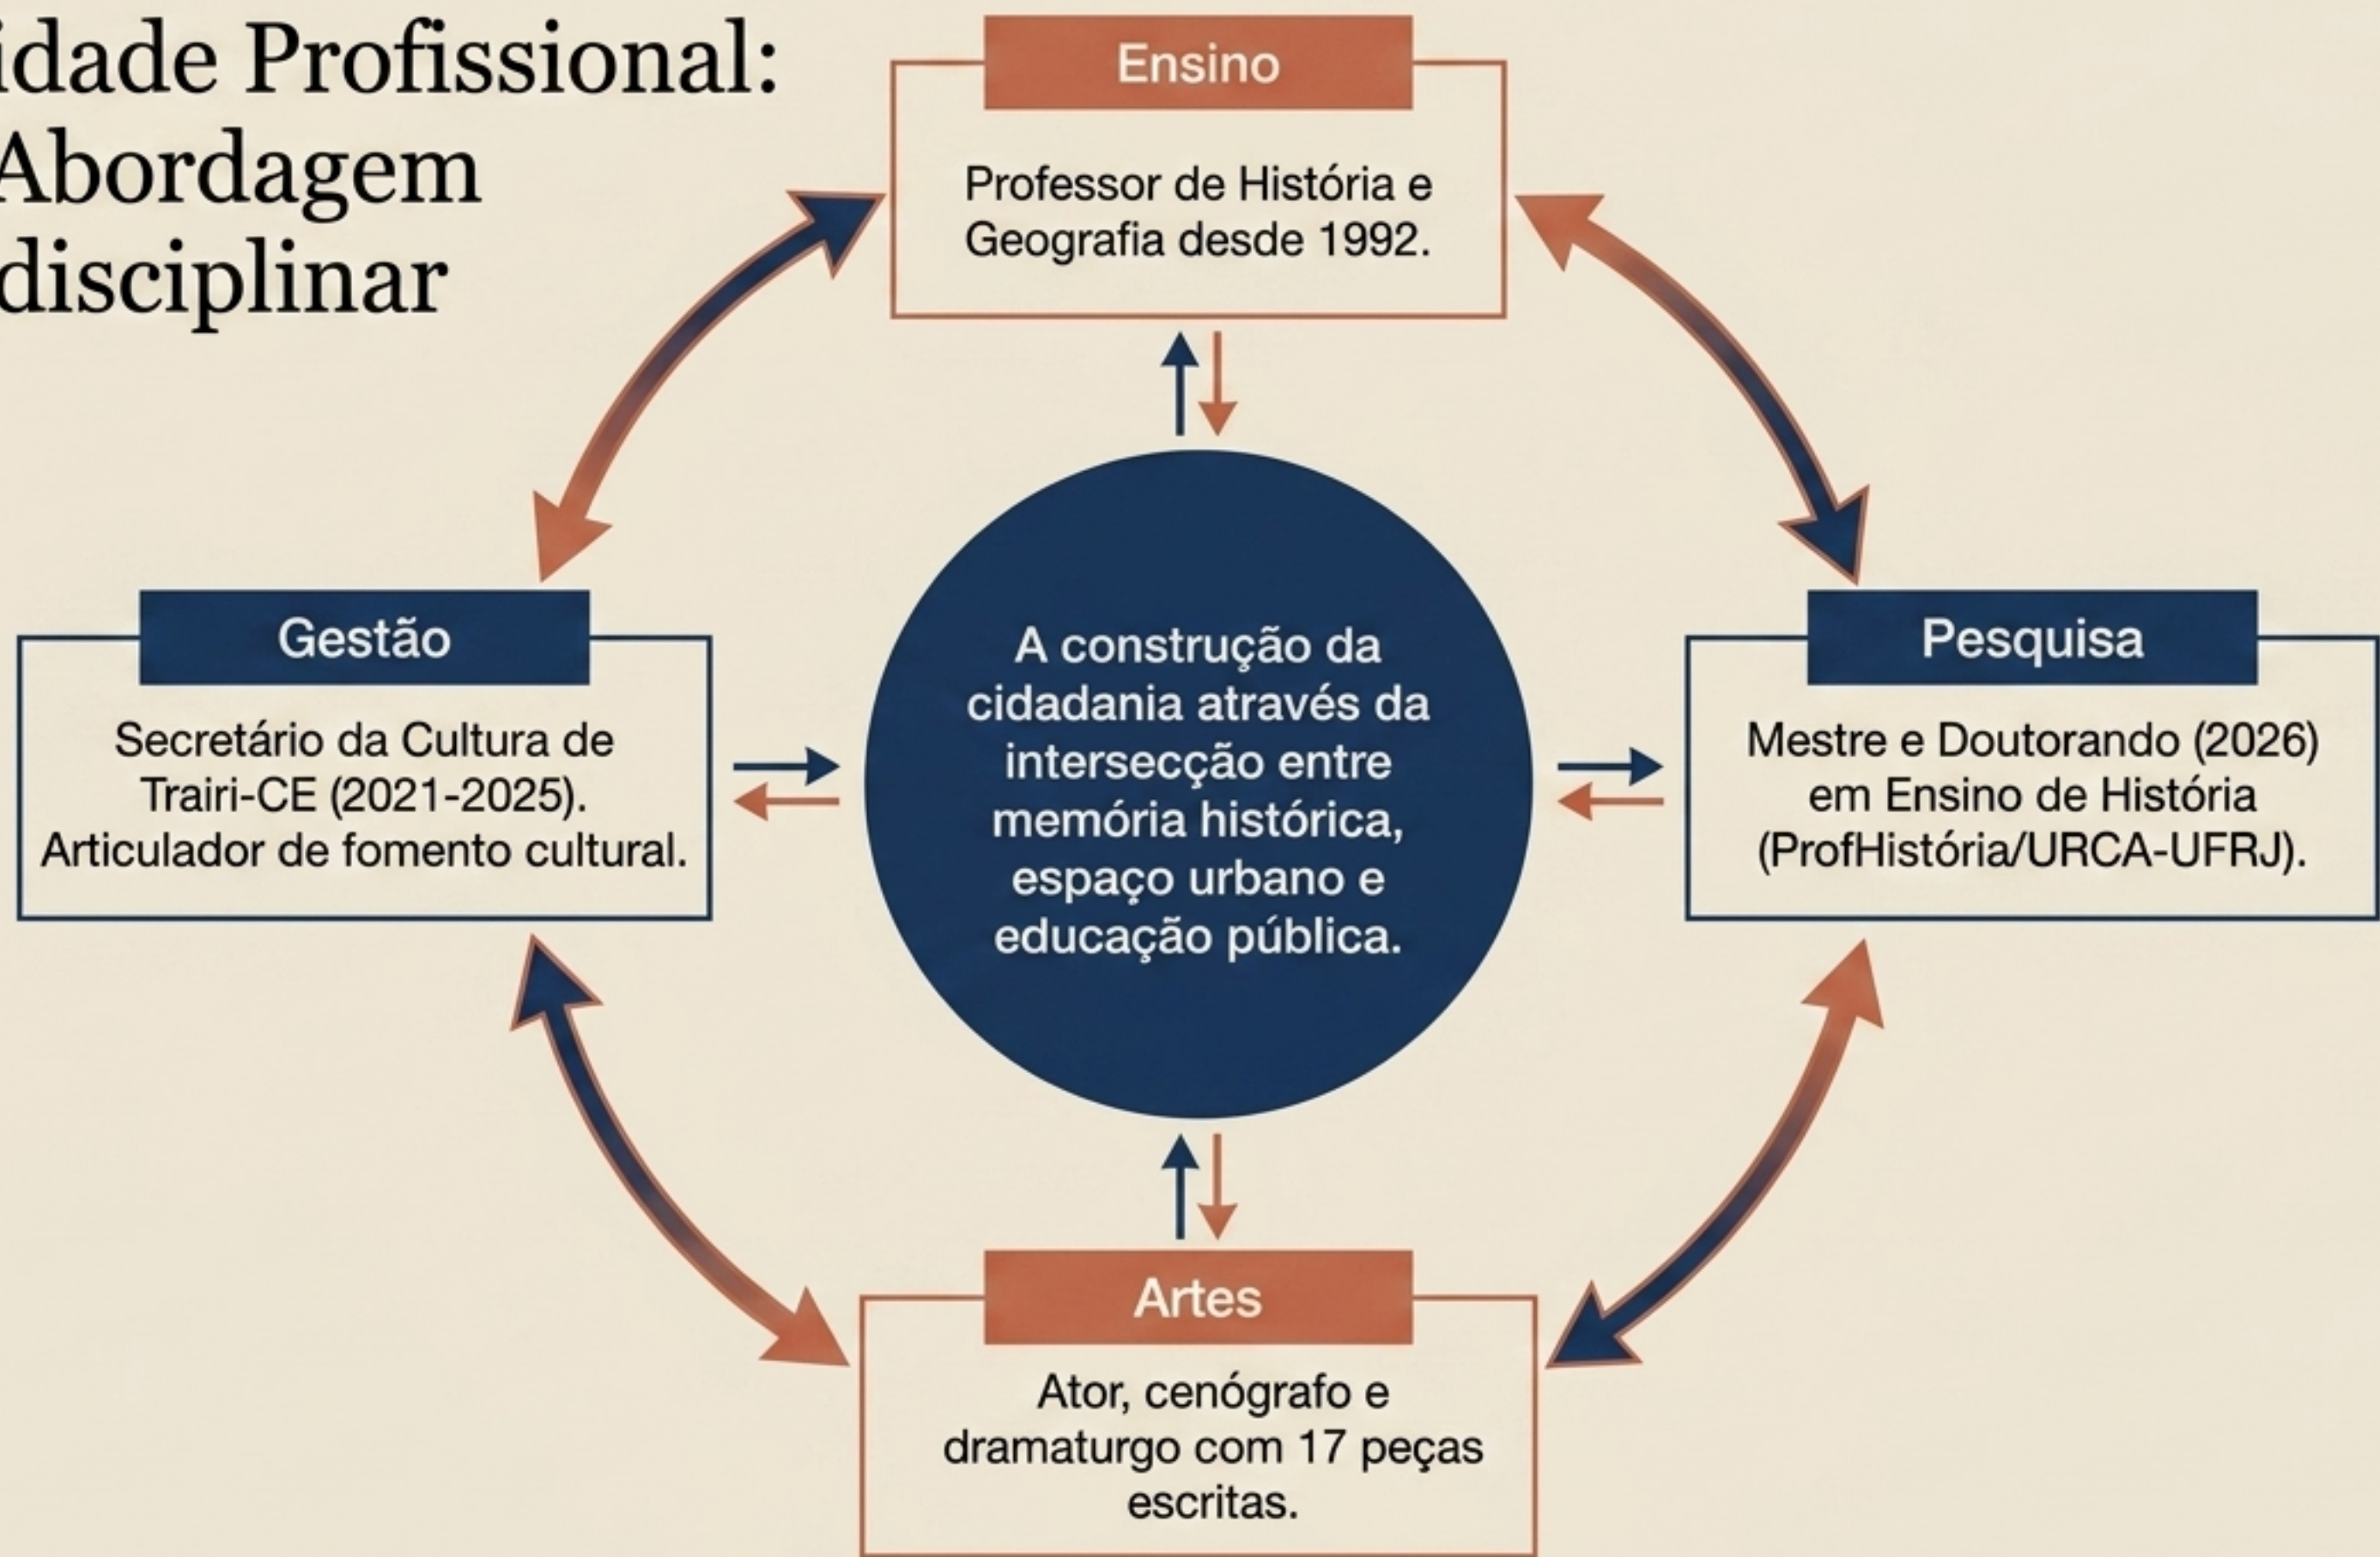 idade Profissional:
Abordagem
disciplinar
Ensino
Professor de História e
Geografia desde 1992.
Gestão
Secretário da Cultura de
Trairi-CE (2021-2025).
Articulador de fomento cultural.
A construção da
cidadania através da
intersecção entre
memória histórica,
espaço urbano e
educação pública.
Pesquisa
Mestre e Doutorando (2026)
em Ensino de História
(ProfHistória/URCA-UFRJ).
Artes
Ator, cenógrafo e
dramaturgo com 17 peças
escritas.